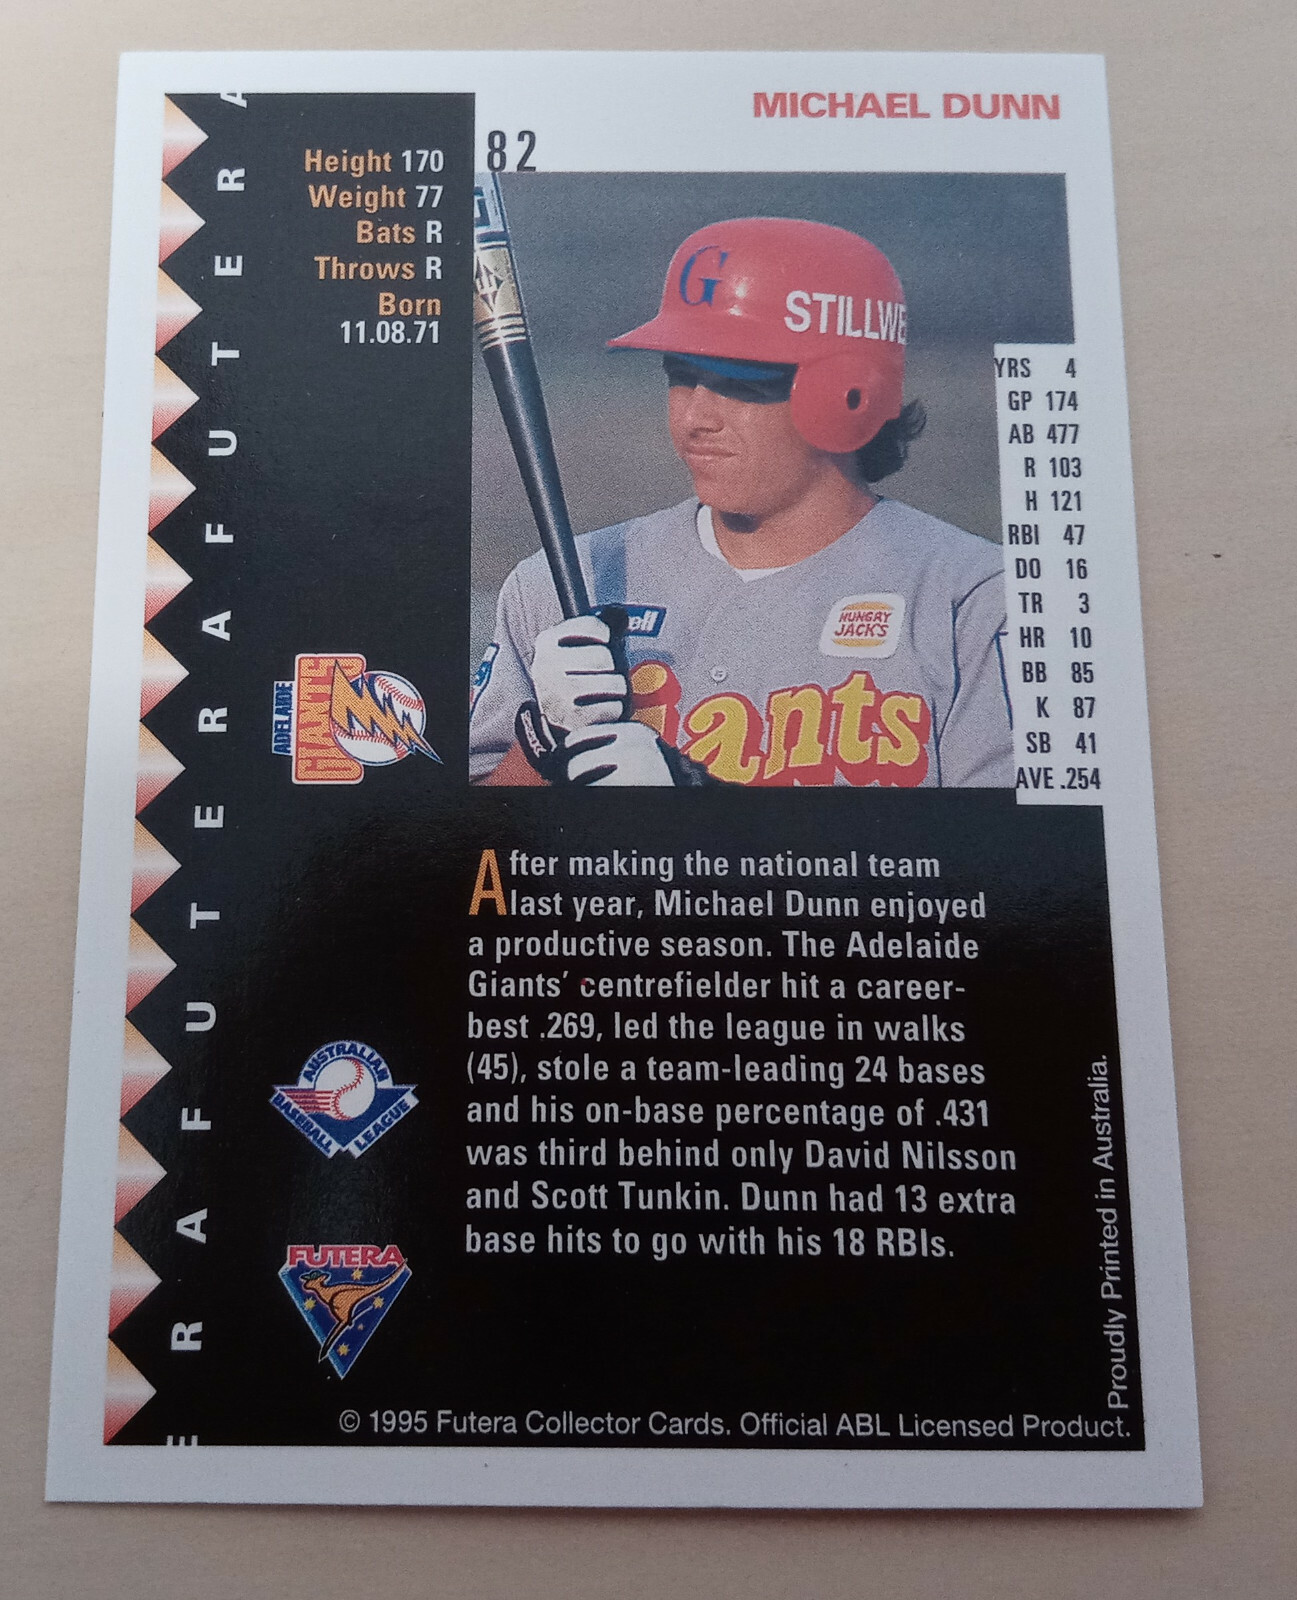 MICHAEL DUNN
82
Height 170
Weight 77
Bats R
Throws R
Born
11.08.71
G
STILLWE
YRS 4
GP 174
AB 477
R 103
H 121
RBI 47
DO 16
TR 3
HR 10
BB 85
K 87
SB 41
AVE .254
ell
HUNGRY
JACK'S
Giants
ADELAIDE
GIANTS
After making the national team
last year, Michael Dunn enjoyed
a productive season. The Adelaide
Giants' centrefielder hit a career-
best .269, led the league in walks
(45), stole a team-leading 24 bases
and his on-base percentage of .431
was third behind only David Nilsson
and Scott Tunkin. Dunn had 13 extra
base hits to go with his 18 RBIs.
AUSTRALIAN
BASEBALL LEAGUE
FUTERA
© 1995 Futera Collector Cards. Official ABL Licensed Product.
Proudly Printed in Australia.
E R A F U T E R A F U T E R A F U T E R A